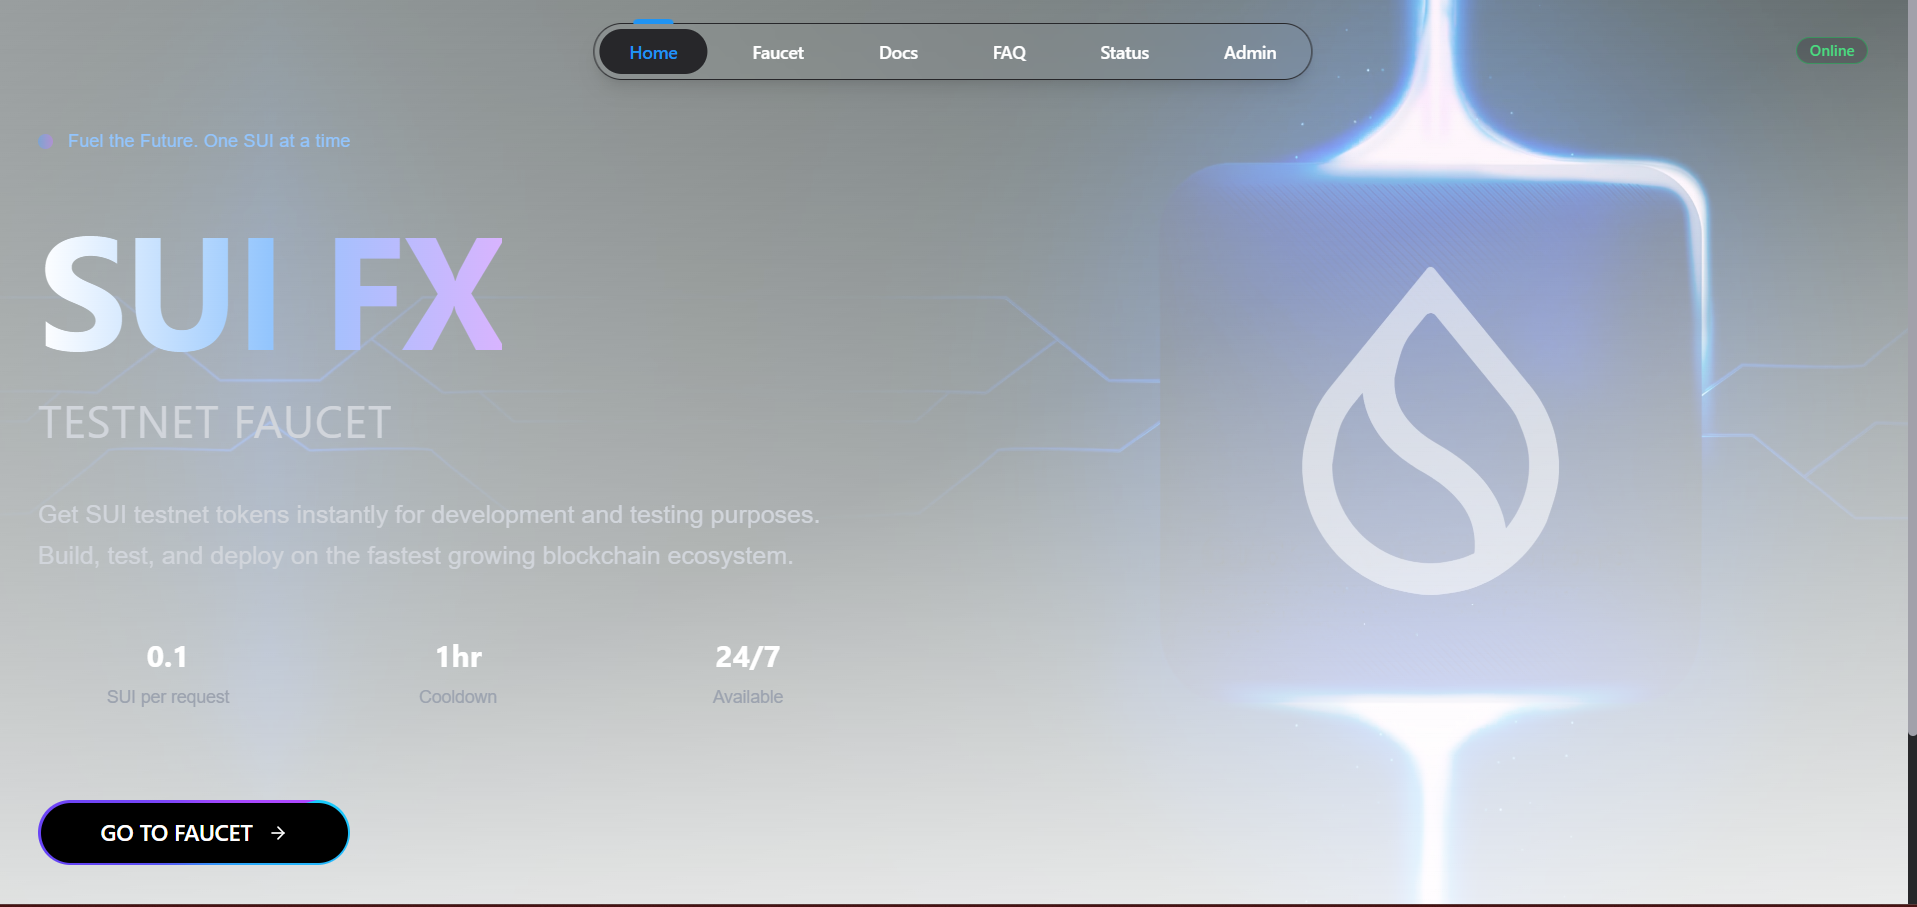 Home Faucet Docs FAQ Status Admin
Online
Fuel the Future. One SUI at a time
SUI FX
TESTNET FAUCET
Get SUI testnet tokens instantly for development and testing purposes.
Build, test, and deploy on the fastest growing blockchain ecosystem.
0.1 1hr 24/7
SUI per request Cooldown Available
GO TO FAUCET →